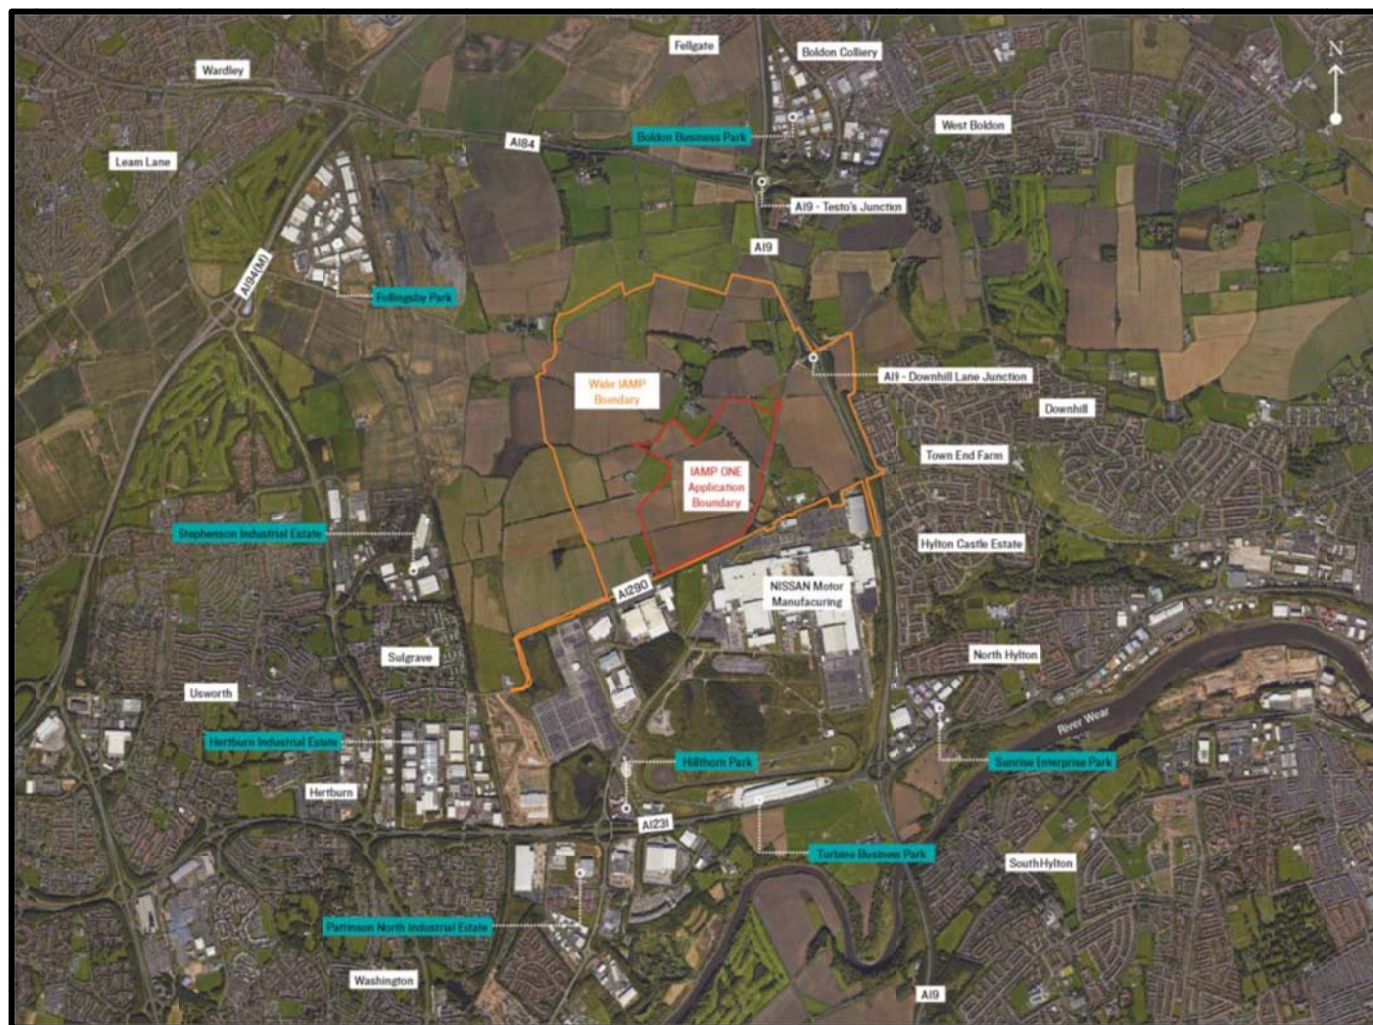 Fellgate
Boldon Colliery
N
Wardley
West Boldon
Boldon Business Park
A184
Leam Lane
A19 - Testo's Junction
A19
A194(M)
Follingsby Park
Wider IAMP
Boundary
A19 - Downhill Lane Junction
Downhill
Town End Farm
IAMP ONE
Application
Boundary
Stephenson Industrial Estate
Hylton Castle Estate
A1290
NISSAN Motor
Manufacuring
Sulgrave
North Hylton
Usworth
River Wear
Hertburn Industrial Estate
Hillthorn Park
Sunrise Enterprise Park
Hertburn
A1231
Turbine Business Park
South Hylton
Pattinson North Industrial Estate
Washington
A19